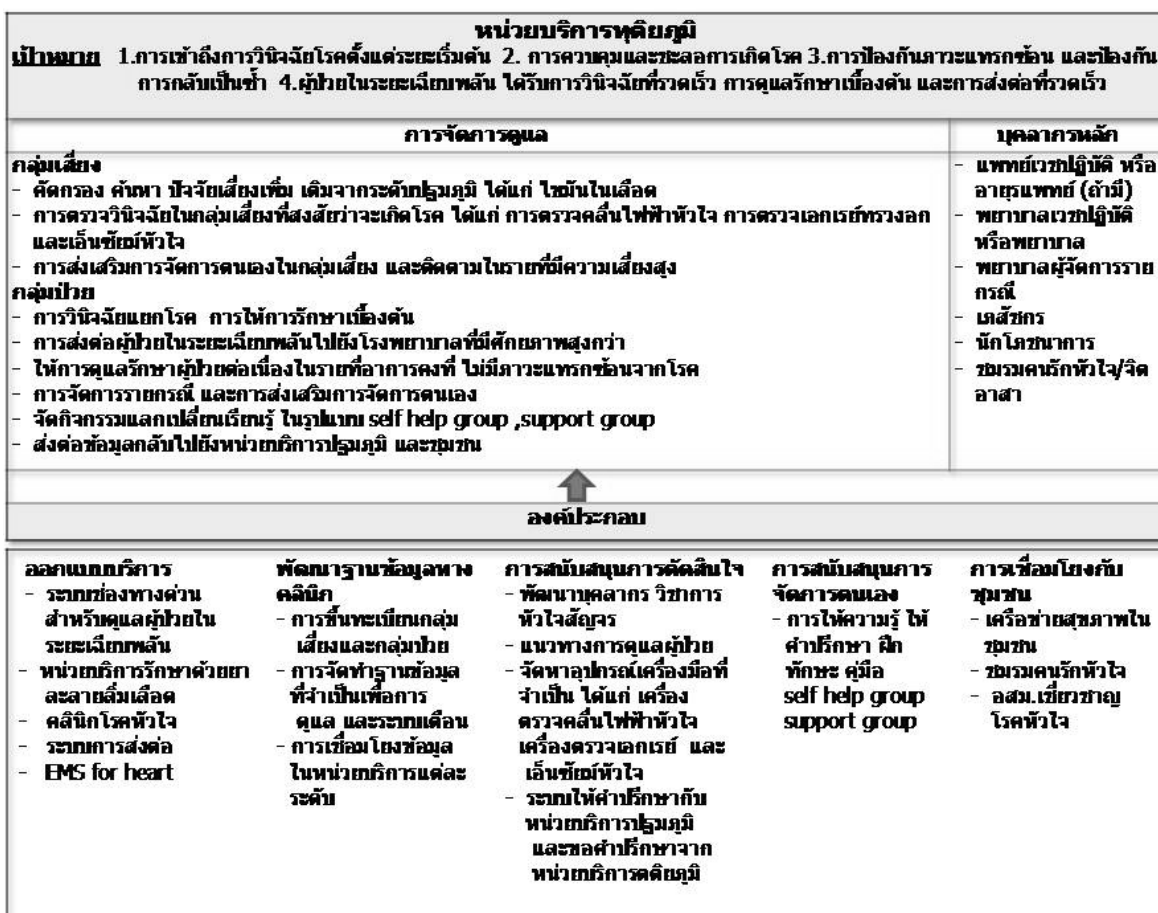 หน่วยบริการทุติยภูมิ
เป้าหมาย 1.การเข้าถึงการวินิจฉัยโรคตั้งแต่ระยะเริ่มต้น 2. การควบคุมและชะลอการเกิดโรค 3.การป้องกันภาวะแทรกซ้อน และป้องกัน
การกลับเป็นซ้ำ 4.ผู้ป่วยในระยะเฉียบพลัน ได้รับการวินิจฉัยที่รวดเร็ว การดูแลรักษาเบื้องต้น และการส่งต่อที่รวดเร็ว
การจัดการดูแล
กลุ่มเสี่ยง
- คัดกรอง ค้นหา ปัจจัยเสี่ยงเพิ่ม เติมจากระดับปฐมภูมิ ได้แก่ ไขมันในเลือด
- การตรวจวินิจฉัยในกลุ่มเสี่ยงที่สงสัยว่าจะเกิดโรค ได้แก่ การตรวจคลื่นไฟฟ้าหัวใจ การตรวจเอกเรย์ทรวงอก
และเอ็นซัยม์หัวใจ
- การส่งเสริมการจัดการตนเองในกลุ่มเสี่ยง และติดตามในรายที่มีความเสี่ยงสูง
กลุ่มป่วย
- การวินิจฉัยแยกโรค การให้การรักษาเบื้องต้น
- การส่งต่อผู้ป่วยในระยะเฉียบพลันไปยังโรงพยาบาลที่มีศักยภาพสูงกว่า
- ให้การดูแลรักษาผู้ป่วยต่อเนื่องในรายที่อาการคงที่ ไม่มีภาวะแทรกซ้อนจากโรค
- การจัดการรายกรณี และการส่งเสริมการจัดการตนเอง
- จัดกิจกรรมแลกเปลี่ยนเรียนรู้ ในรูปแบบ self help group ,support group
- ส่งต่อข้อมูลกลับไปยังหน่วยบริการปฐมภูมิ และชุมชน
บุคลากรหลัก
- แพทย์เวชปฏิบัติ หรือ
อายุรแพทย์ (ถ้ามี)
- พยาบาลเวชปฏิบัติ
หรือพยาบาล
- พยาบาลผู้จัดการราย
กรณี
- เภสัชกร
- นักโภชนาการ
- ชมรมคนรักหัวใจ/จิต
อาสา
องค์ประกอบ
ออกแบบบริการ
- ระบบช่องทางด่วน
สำหรับดูแลผู้ป่วยใน
ระยะเฉียบพลัน
- หน่วยบริการรักษาด้วยยา
ละลายลิ่มเลือด
- คลินิกโรคหัวใจ
- ระบบการส่งต่อ
- EMS for heart
พัฒนาฐานข้อมูลทาง
คลินิก
- การขึ้นทะเบียนกลุ่ม
เสี่ยงและกลุ่มป่วย
- การจัดทำฐานข้อมูล
ที่จำเป็นเพื่อการ
ดูแล และระบบเตือน
- การเชื่อมโยงข้อมูล
ในหน่วยบริการแต่ละ
ระดับ
การสนับสนุนการตัดสินใจ
- พัฒนาบุคลากร วิชาการ
หัวใจสัญจร
- แนวทางการดูแลผู้ป่วย
- จัดหาอุปกรณ์เครื่องมือที่
จำเป็น ได้แก่ เครื่อง
ตรวจคลื่นไฟฟ้าหัวใจ
เครื่องตรวจเอกเรย์ และ
เอ็นซัยม์หัวใจ
- ระบบให้คำปรึกษากับ
หน่วยบริการปฐมภูมิ
และขอคำปรึกษาจาก
หน่วยบริการตติยภูมิ
การสนับสนุนการ
จัดการตนเอง
- การให้ความรู้ ให้
คำปรึกษา ฝึก
ทักษะ คู่มือ
self help group
support group
การเชื่อมโยงกับ
ชุมชน
- เครือข่ายสุขภาพใน
ชุมชน
- ชมรมคนรักหัวใจ
- อสม.เชี่ยวชาญ
โรคหัวใจ